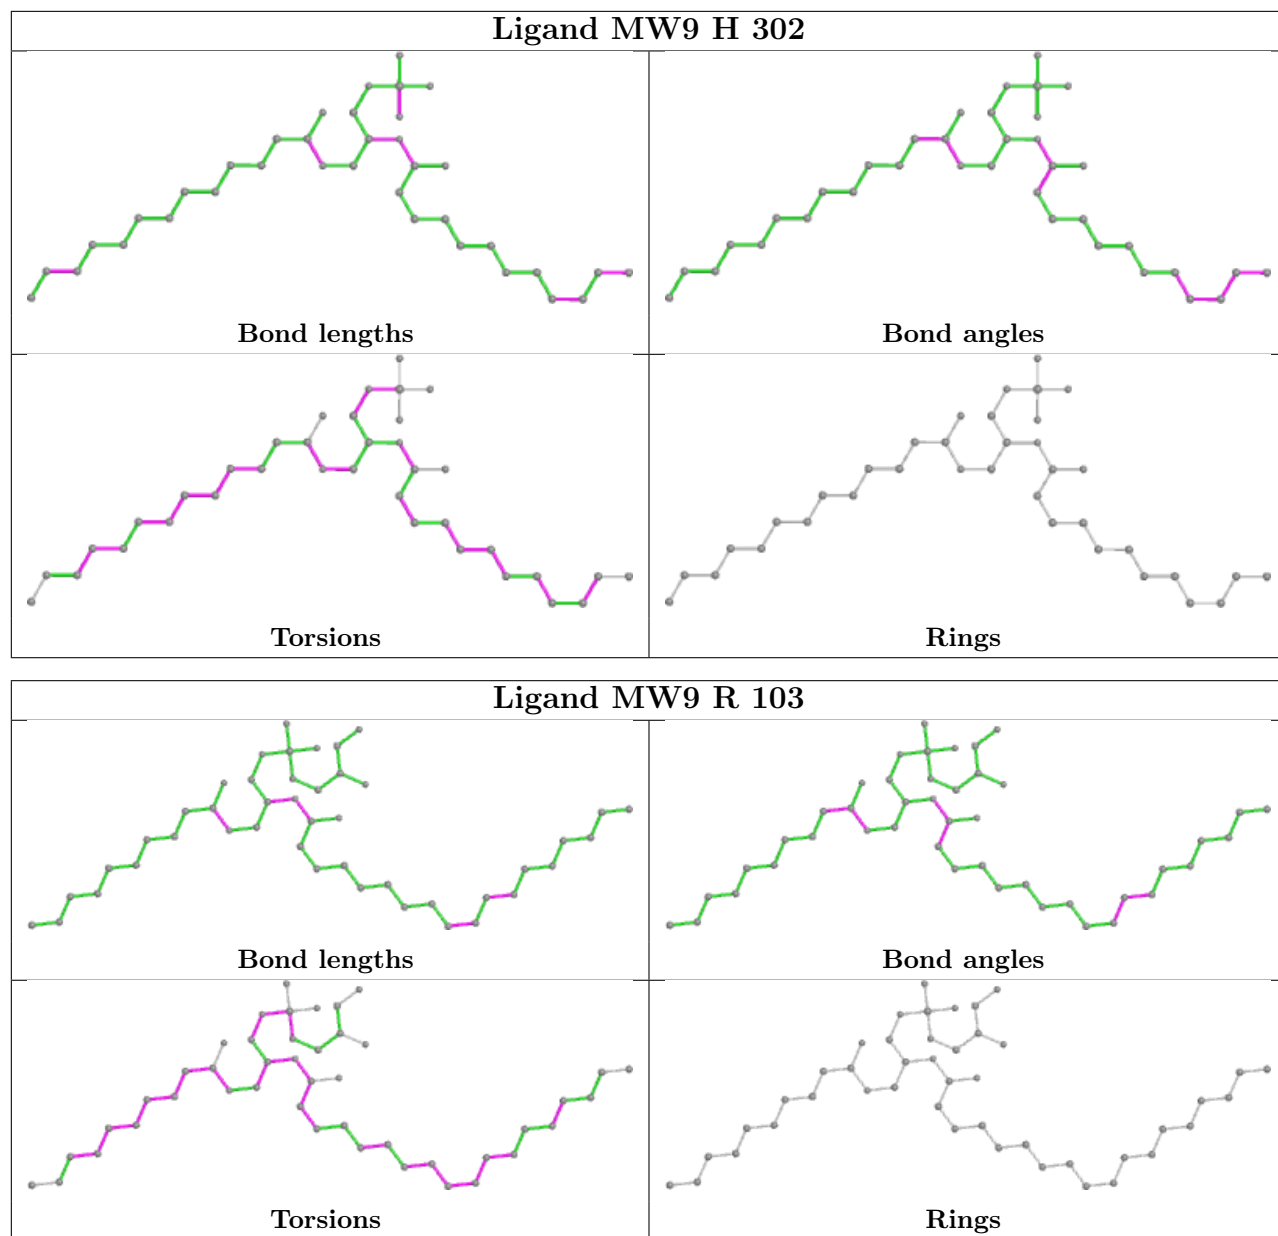 Ligand MW9 H 302
Bond lengths
Bond angles
Torsions
Rings
Ligand MW9 R 103
Bond lengths
Bond angles
Torsions
Rings